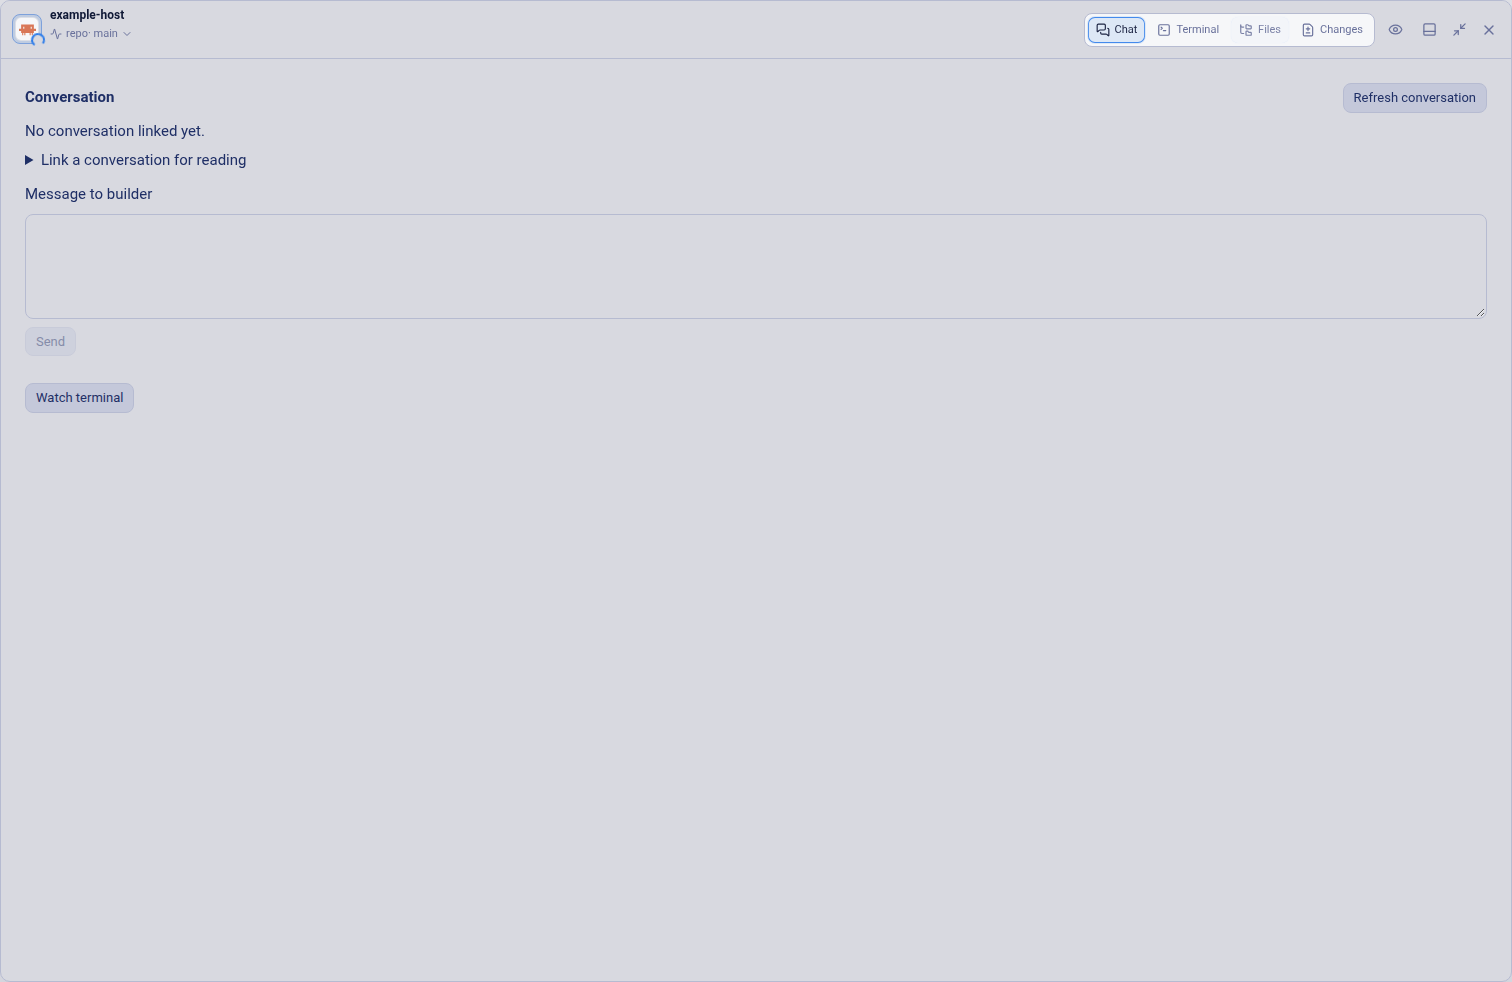 example-host
repo· main
Chat
Terminal
Files
Changes
Conversation
Refresh conversation
No conversation linked yet.
Link a conversation for reading
Message to builder
Send
Watch terminal